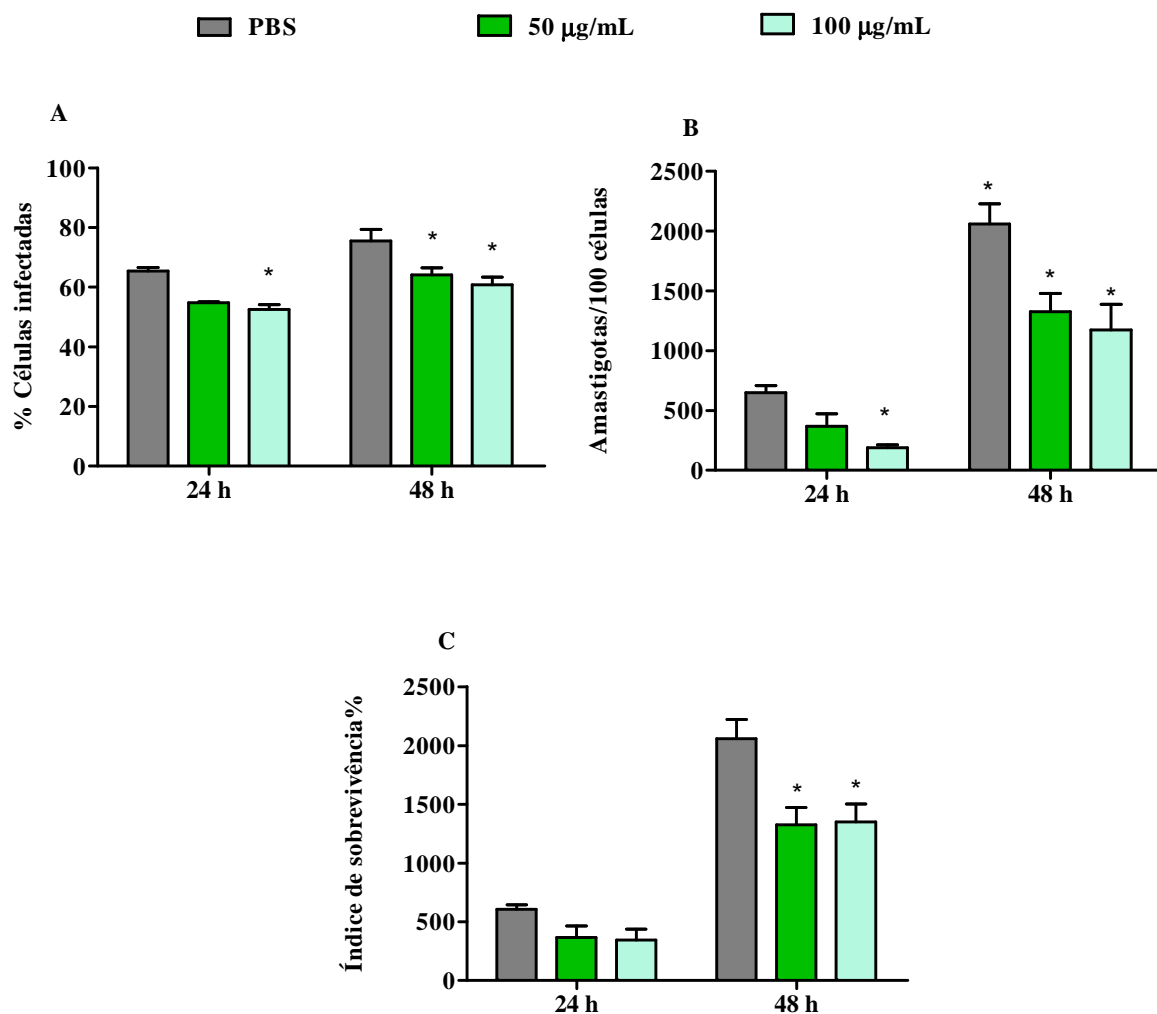 PBS 50 µg/mL 100 µg/mL
A
% Células infectadas
100
80
60
40
20
0
* * *
24 h 48 h
B
Amastigotas/100 células
2500
2000
1500
1000
500
0
* * * *
24 h 48 h
C
Índice de sobrevivência%
2500
2000
1500
1000
500
0
* *
24 h 48 h